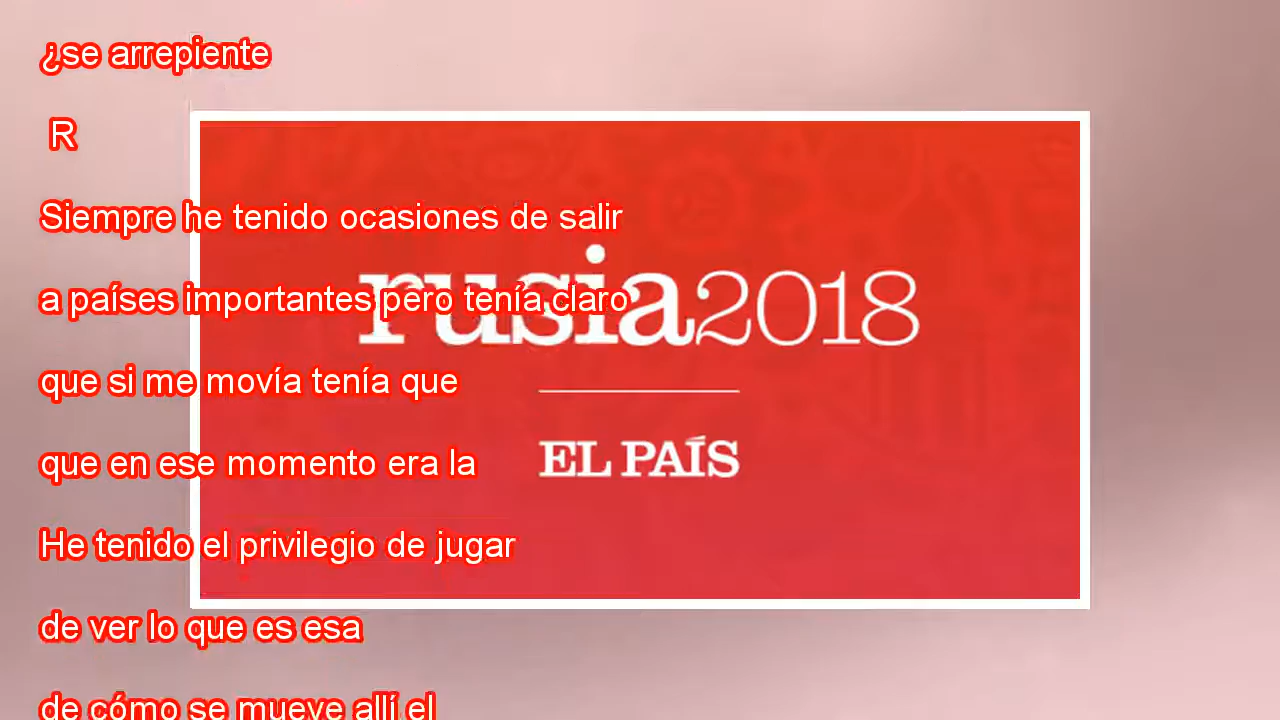 ¿se arrepiente
R
Siempre he tenido ocasiones de salir
a países importantes pero tenía claro
rusia2018
que si me movía tenía que
que en ese momento era la
EL PAÍS
He tenido el privilegio de jugar
de ver lo que es esa
de cómo se mueve allí el